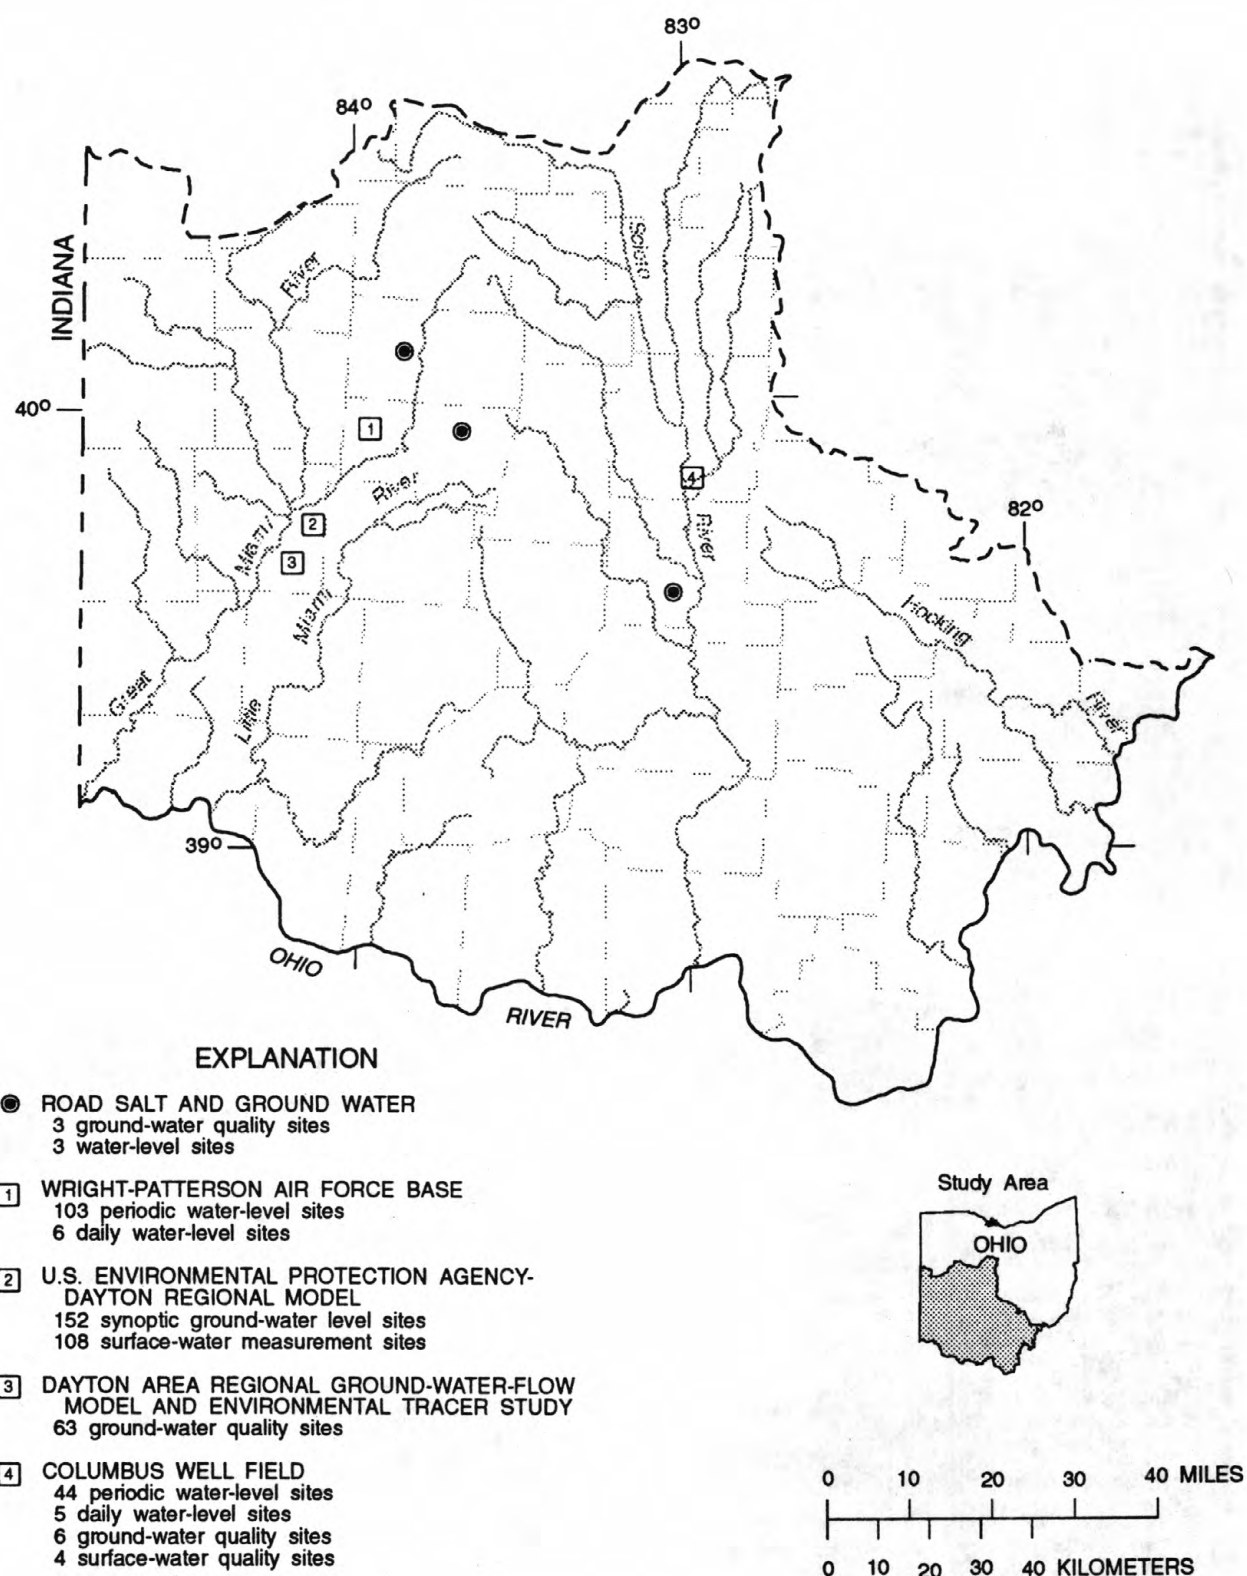 83°
84°
INDIANA
River
Scioto
40°
1
River
4
82°
2
Miami
River
3
Miami
Hocking
Great
Little
River
39°
OHIO
RIVER
EXPLANATION
ROAD SALT AND GROUND WATER
3 ground-water quality sites
3 water-level sites
1 WRIGHT-PATTERSON AIR FORCE BASE
103 periodic water-level sites
6 daily water-level sites
2 U.S. ENVIRONMENTAL PROTECTION AGENCY-
DAYTON REGIONAL MODEL
152 synoptic ground-water level sites
108 surface-water measurement sites
3 DAYTON AREA REGIONAL GROUND-WATER-FLOW
MODEL AND ENVIRONMENTAL TRACER STUDY
63 ground-water quality sites
4 COLUMBUS WELL FIELD
44 periodic water-level sites
5 daily water-level sites
6 ground-water quality sites
4 surface-water quality sites
Study Area
OHIO
0 10 20 30 40 MILES
0 10 20 30 40 KILOMETERS